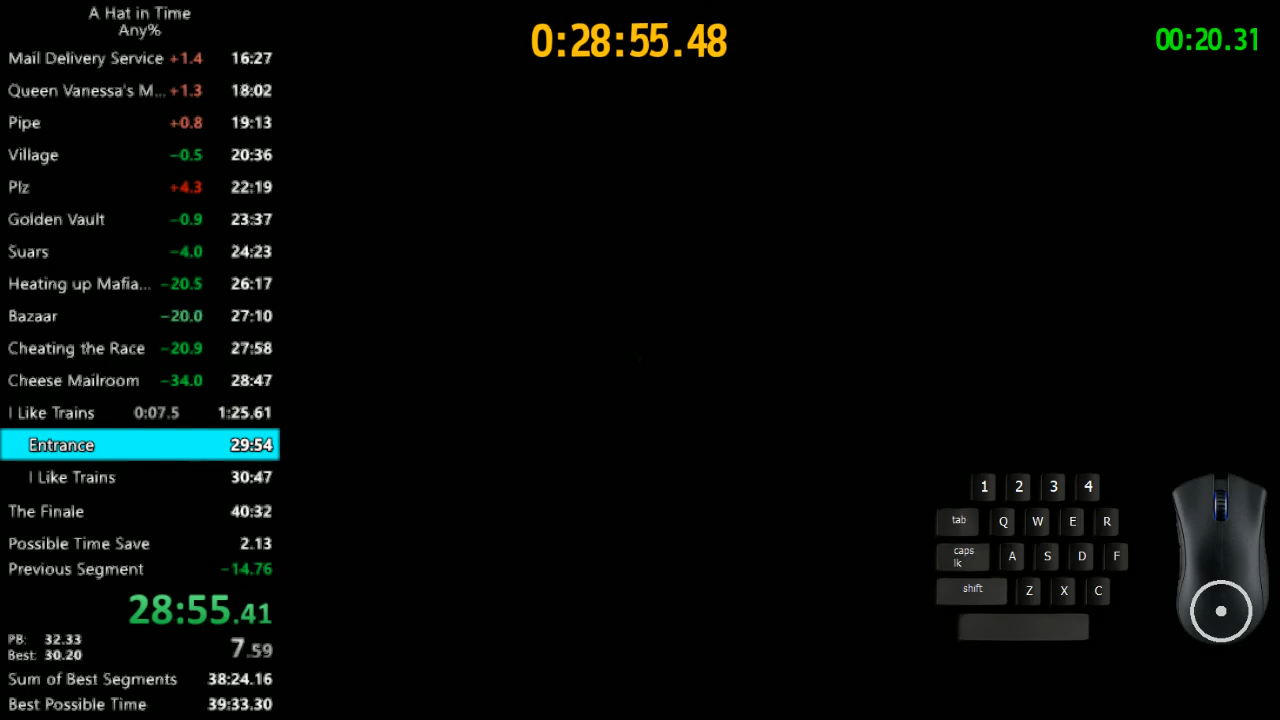 A Hat in Time
Any%
0:28:55.48
00:20.31
Mail Delivery Service +1.4 16:27
Queen Vanessa's M... +1.3 18:02
Pipe +0.8 19:13
Village −0.5 20:36
Plz +4.3 22:19
Golden Vault −0.9 23:37
Suars −4.0 24:23
Heating up Mafia... −20.5 26:17
Bazaar −20.0 27:10
Cheating the Race −20.9 27:58
Cheese Mailroom −34.0 28:47
I Like Trains 0:07.5 1:25.61
Entrance 29:54
I Like Trains 30:47
The Finale 40:32
Possible Time Save 2.13
Previous Segment −14.76
28:55.41
PB: 32.33
Best: 30.20
7.59
Sum of Best Segments 38:24.16
Best Possible Time 39:33.30
1 2 3 4
tab Q W E R
caps lk A S D F
shift Z X C